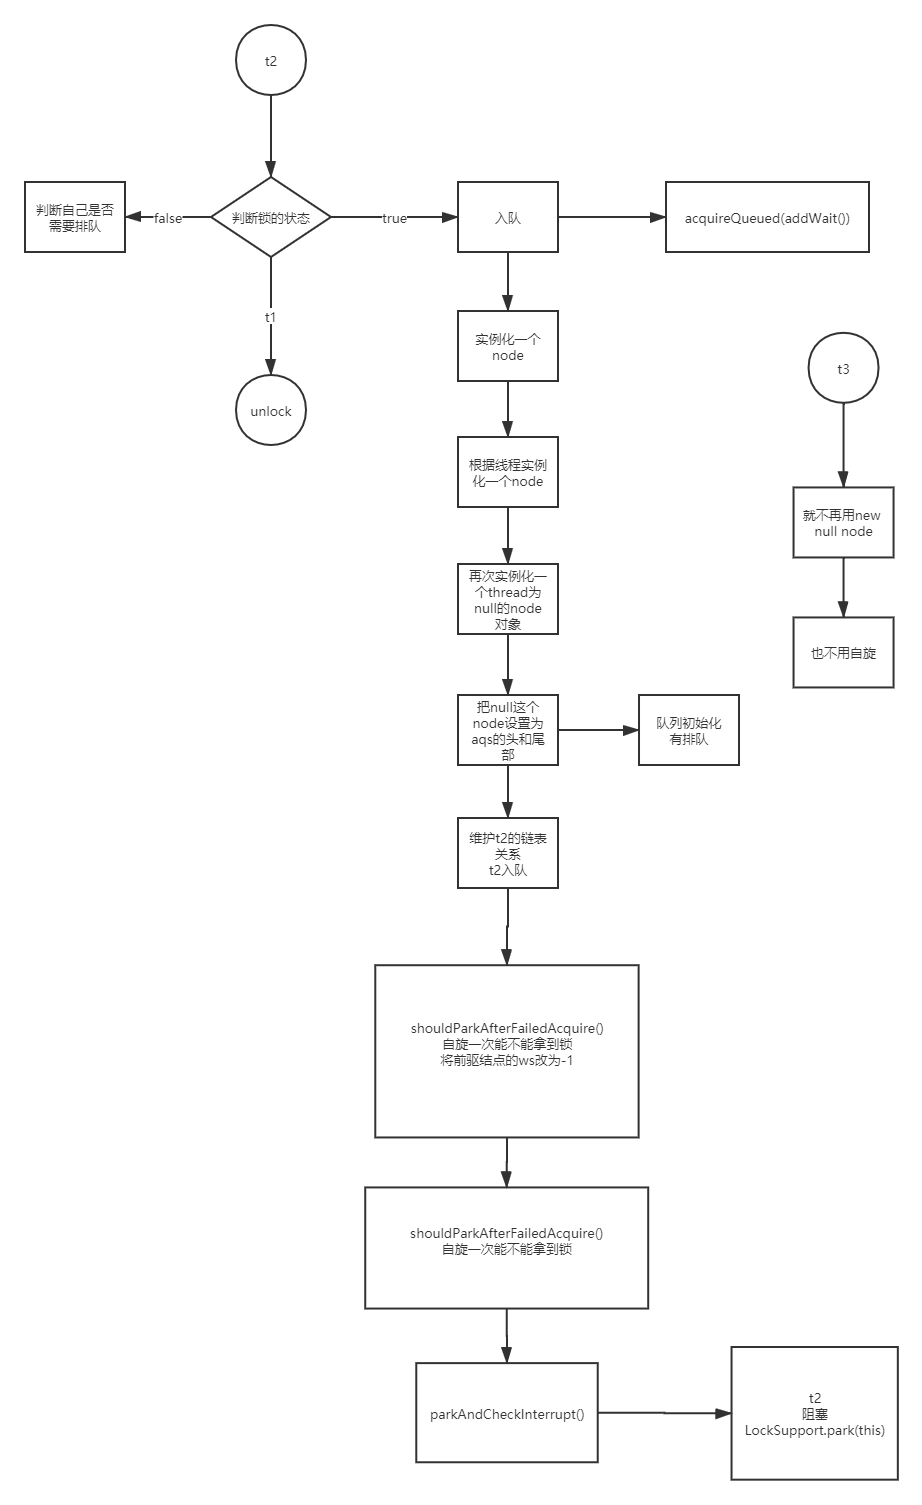 t2
判断自己是否
需要排队
false
判断锁的状态
true
入队
acquireQueued(addWait())
t1
unlock
实例化一个
node
t3
根据线程实例
化一个node
就不再用new
null node
再次实例化一
个thread为
null的node
对象
也不用自旋
把null这个
node设置为
aqs的头和尾
部
队列初始化
有排队
维护t2的链表
关系
t2入队
shouldParkAfterFailedAcquire()
自旋一次能不能拿到锁
将前驱结点的ws改为-1
shouldParkAfterFailedAcquire()
自旋一次能不能拿到锁
parkAndCheckInterrupt()
t2
阻塞
LockSupport.park(this)